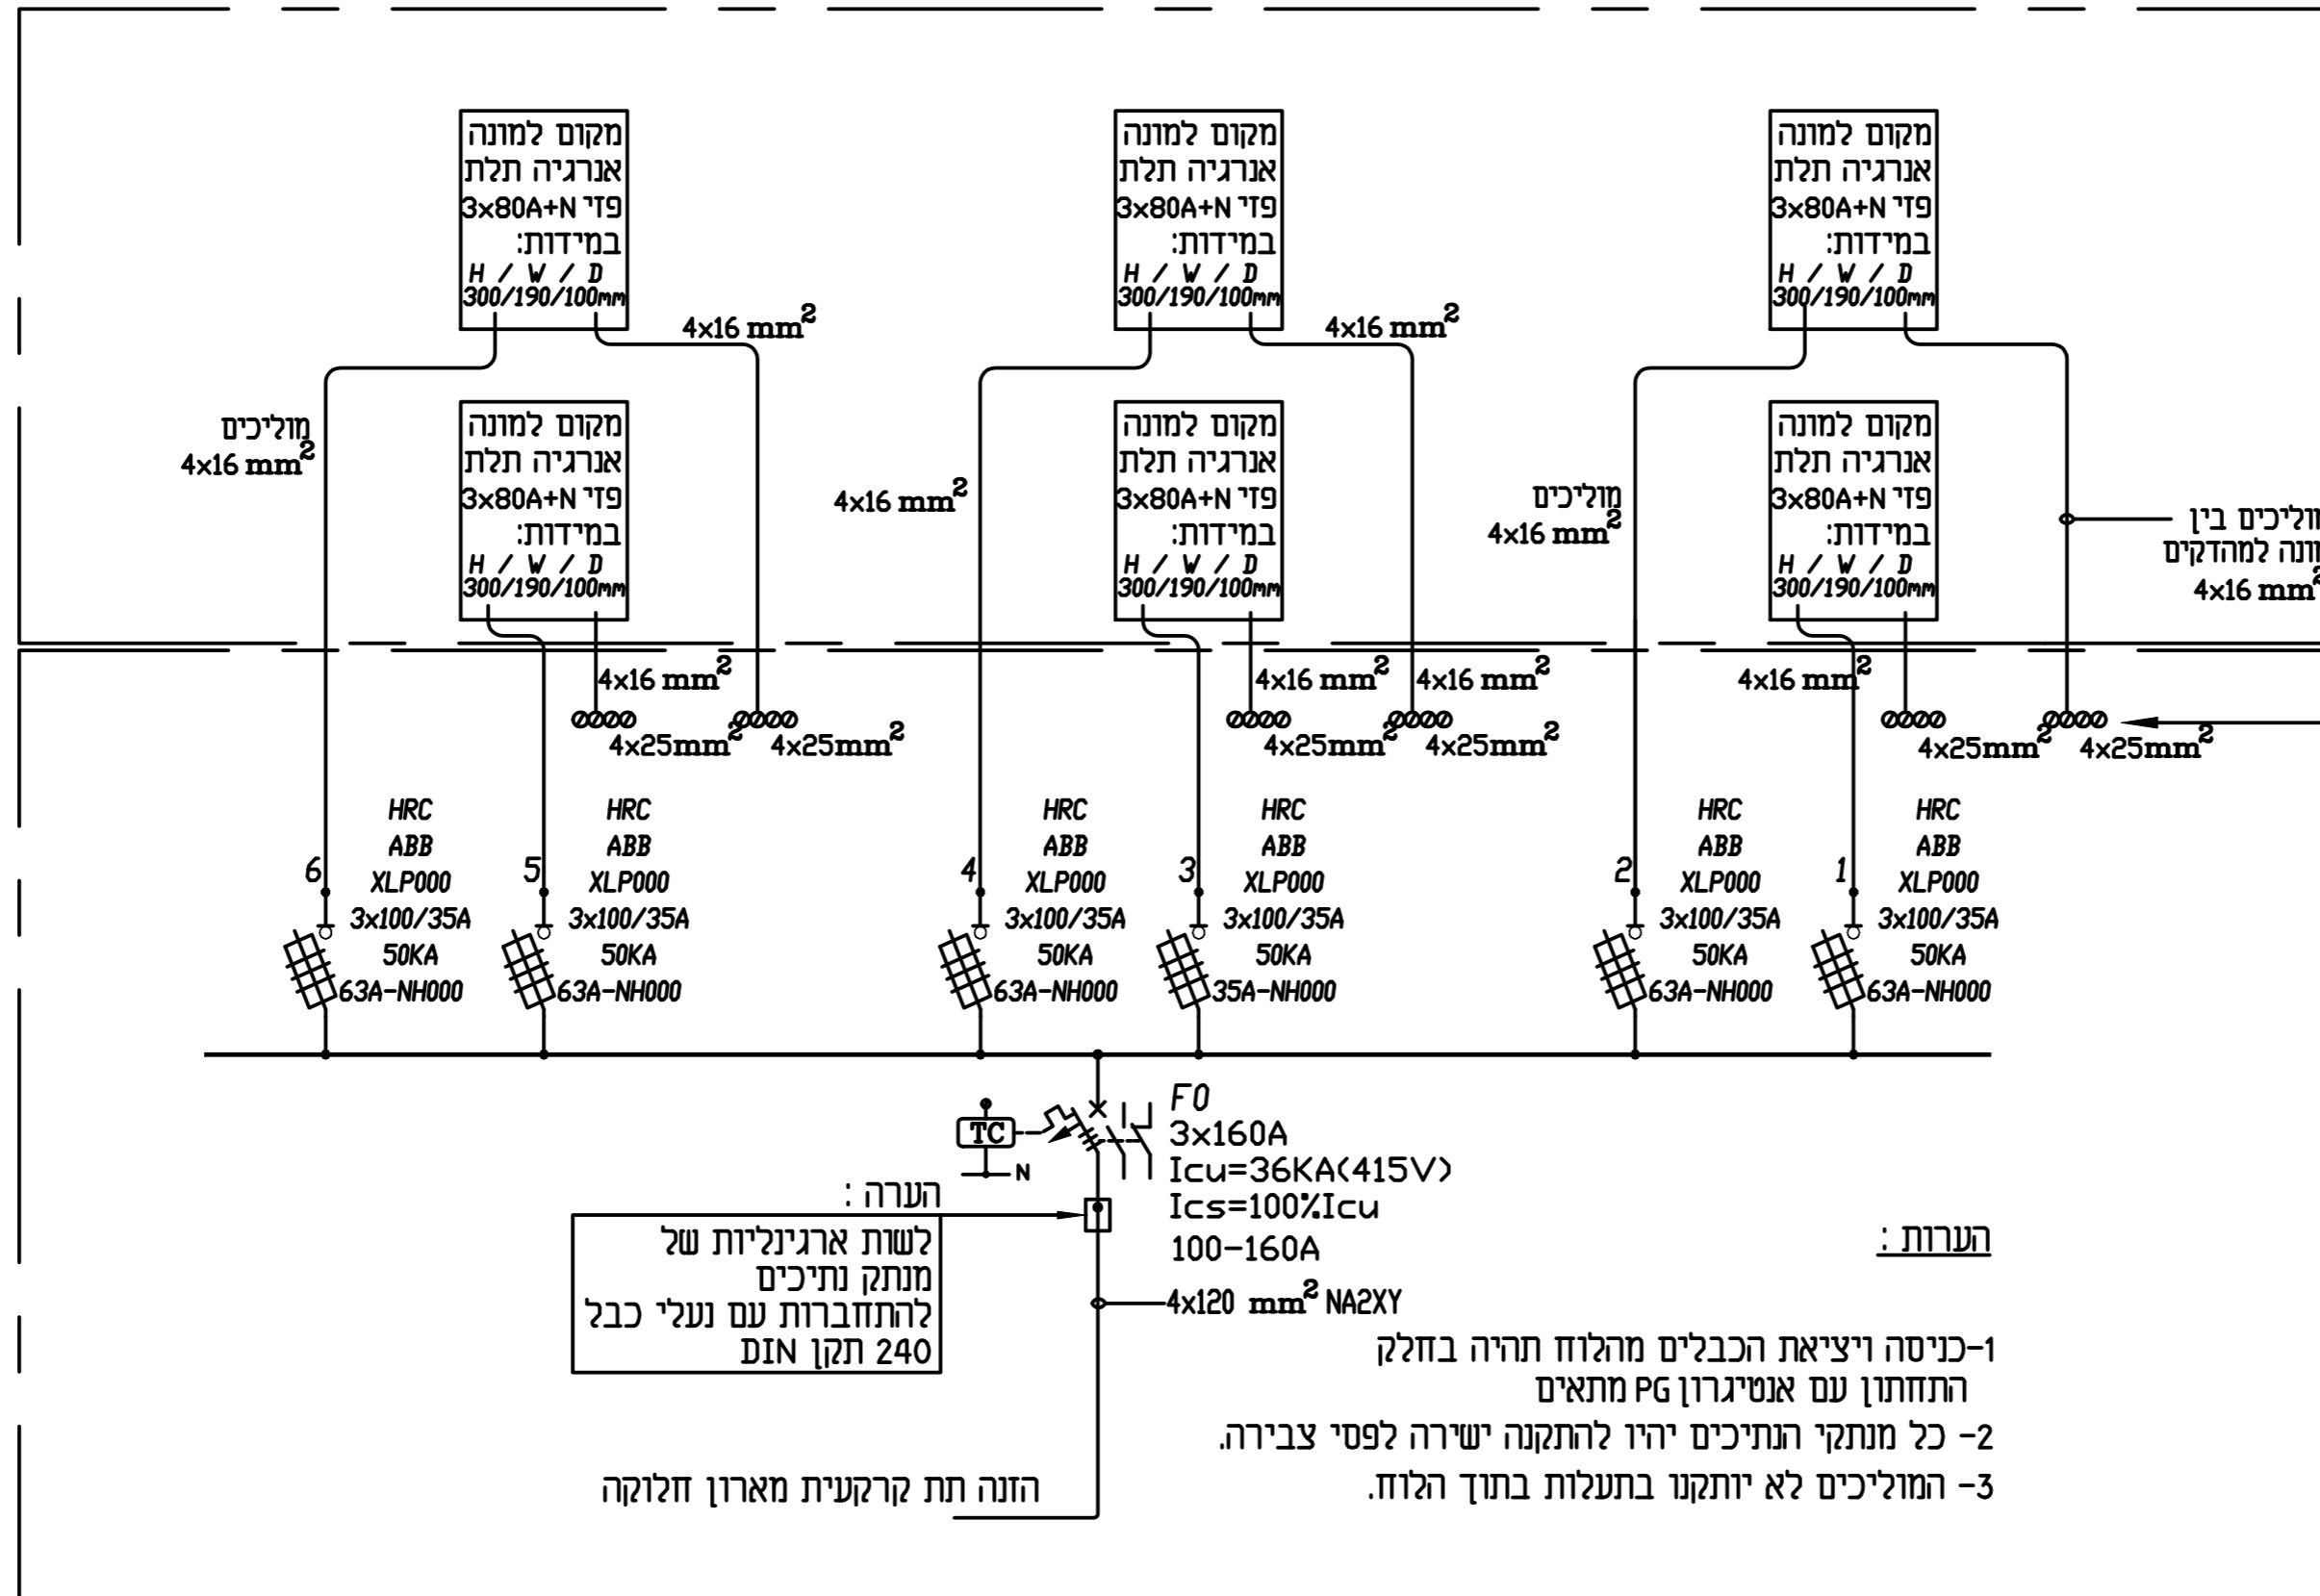 מקום למונה
אנרגיה תלת
פזי 3x80A+N
במידות:
H / W / D
300/190/100mm
מקום למונה
אנרגיה תלת
פזי 3x80A+N
במידות:
H / W / D
300/190/100mm
מקום למונה
אנרגיה תלת
פזי 3x80A+N
במידות:
H / W / D
300/190/100mm
4x16 mm²
4x16 mm²
מוליכים
4x16 mm²
מקום למונה
אנרגיה תלת
פזי 3x80A+N
במידות:
H / W / D
300/190/100mm
4x16 mm²
מקום למונה
אנרגיה תלת
פזי 3x80A+N
במידות:
H / W / D
300/190/100mm
מוליכים
4x16 mm²
מקום למונה
אנרגיה תלת
פזי 3x80A+N
במידות:
H / W / D
300/190/100mm
בין
למהדקים
4x16 mm²
4x16 mm²
4x16 mm²
4x16 mm²
4x16 mm²
4x25mm²
4x25mm²
4x25mm²
4x25mm²
4x25mm²
4x25mm²
6
HRC
ABB
XLP000
3x100/35A
50KA
63A-NH000
5
HRC
ABB
XLP000
3x100/35A
50KA
63A-NH000
4
HRC
ABB
XLP000
3x100/35A
50KA
63A-NH000
3
HRC
ABB
XLP000
3x100/35A
50KA
35A-NH000
2
HRC
ABB
XLP000
3x100/35A
50KA
63A-NH000
1
HRC
ABB
XLP000
3x100/35A
50KA
63A-NH000
TC
N
F0
3x160A
Icu=36KA(415V)
Ics=100%Icu
100-160A
4x120 mm² NA2XY
הערה :
לשות ארגינליות של
מנתק נתיכים
להתחברות עם נעלי כבל
240 תקן DIN
הזנה תת קרקעית מארון חלוקה
הערות :
1-כניסה ויציאת הכבלים מהלוח תהיה בחלק
התחתון עם אנטיגרון PG מתאים
2- כל מנתקי הנתיכים יהיו להתקנה ישירה לפסי צבירה.
3- המוליכים לא יותקנו בתעלות בתוך הלוח.